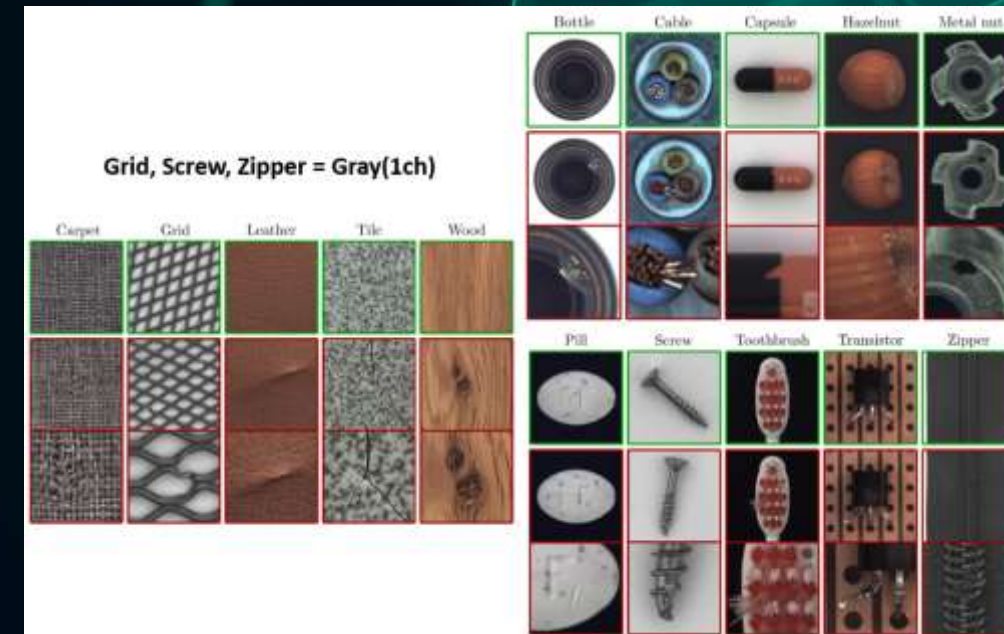 Grid, Screw, Zipper = Gray(1ch)
Carpet Grid Leather Tile Wood
Bottle Cable Capsule Hazelnut Metal nut
Pill Screw Toothbrush Transistor Zipper